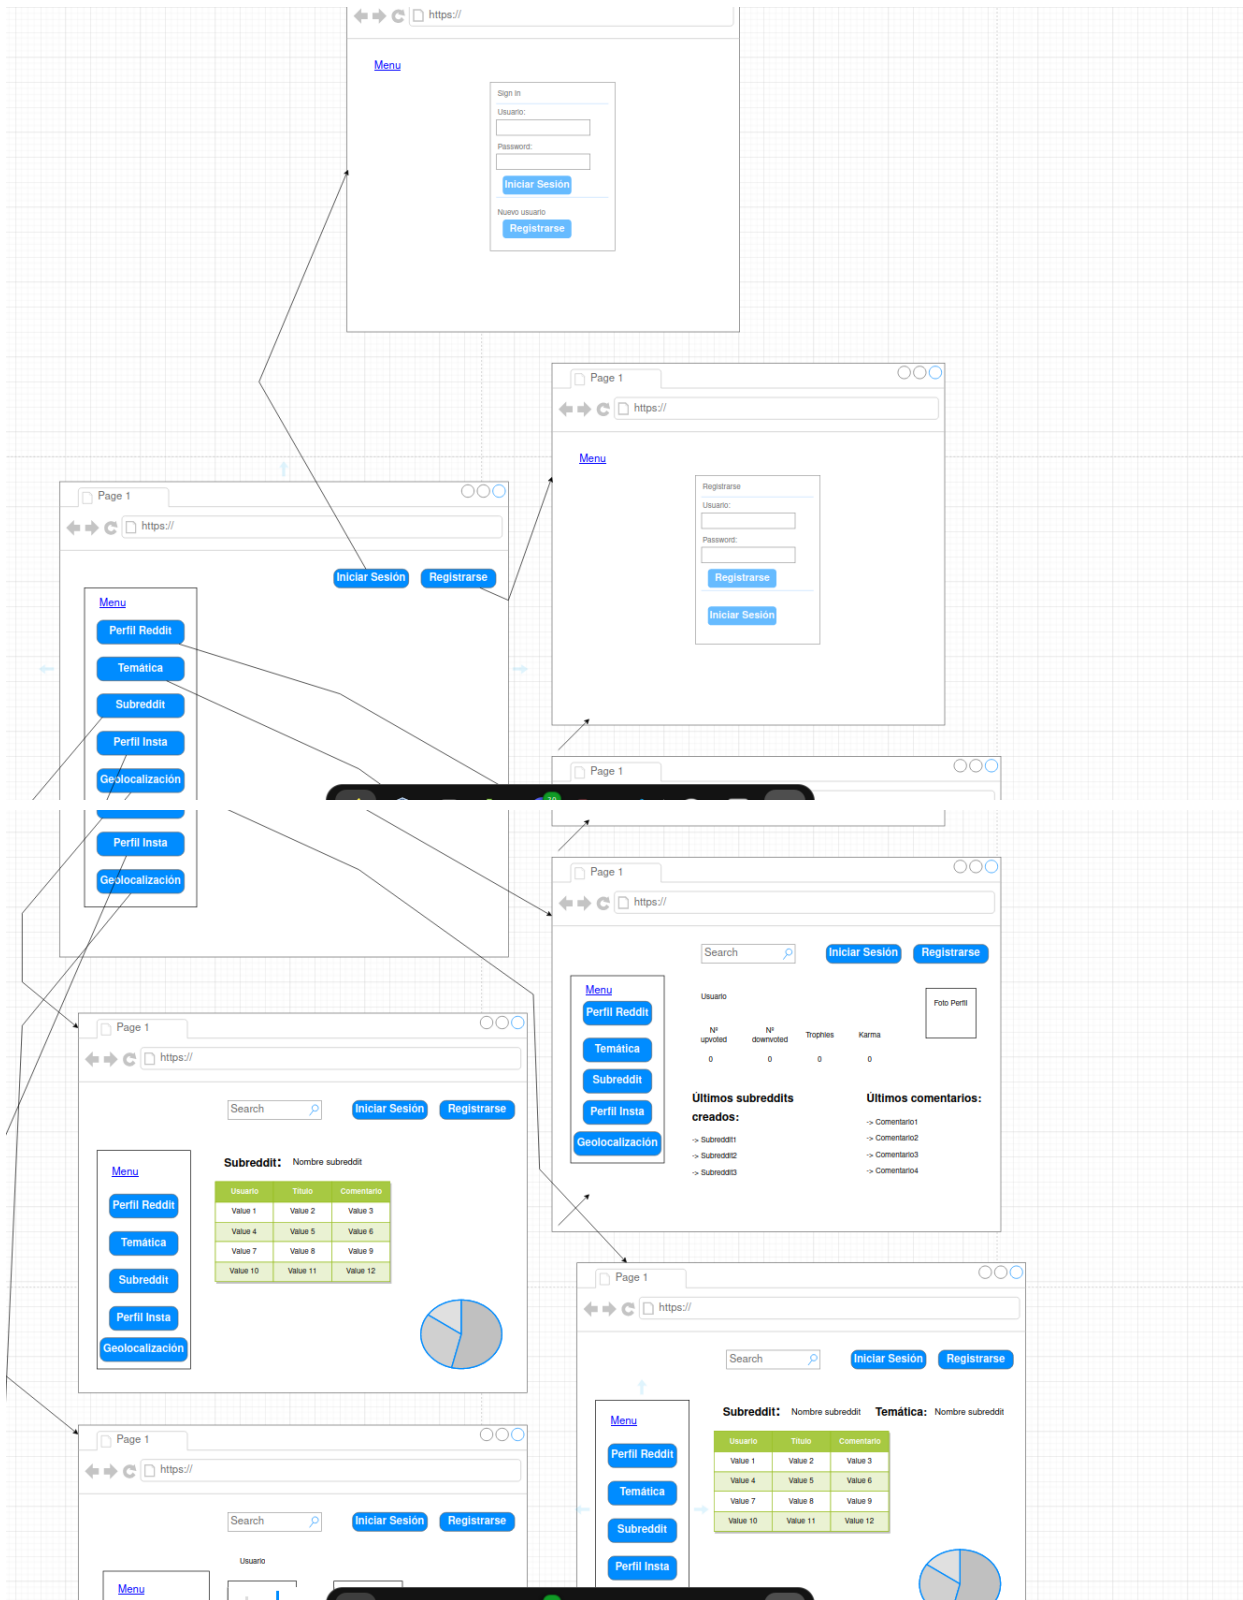 https://
Menu
Sign in
Usuario:
Password:
Iniciar Sesión
Nuevo usuario
Registrarse
Page 1
https://
Menu
Registrarse
Usuario:
Password:
Registrarse
Iniciar Sesión
Page 1
https://
Iniciar Sesión Registrarse
Menu
Perfil Reddit
Temática
Subreddit
Perfil Insta
Geolocalización
Page 1
Perfil Insta
Geolocalización
Page 1
https://
Search Iniciar Sesión Registrarse
Menu
Perfil Reddit
Temática
Subreddit
Perfil Insta
Geolocalización
Usuario
Foto Perfil
Nº upvoted Nº downvoted Trophies Karma
0 0 0 0
Últimos subreddits creados:
-> Subreddit1
-> Subreddit2
-> Subreddit3
Últimos comentarios:
-> Comentario1
-> Comentario2
-> Comentario3
-> Comentario4
Page 1
https://
Search Iniciar Sesión Registrarse
Menu
Perfil Reddit
Temática
Subreddit
Perfil Insta
Geolocalización
Subreddit: Nombre subreddit
Usuario Título Comentario
Value 1 Value 2 Value 3
Value 4 Value 5 Value 6
Value 7 Value 8 Value 9
Value 10 Value 11 Value 12
Page 1
https://
Search Iniciar Sesión Registrarse
Menu
Perfil Reddit
Temática
Subreddit
Perfil Insta
Subreddit: Nombre subreddit Temática: Nombre subreddit
Usuario Título Comentario
Value 1 Value 2 Value 3
Value 4 Value 5 Value 6
Value 7 Value 8 Value 9
Value 10 Value 11 Value 12
Page 1
https://
Search Iniciar Sesión Registrarse
Usuario
Menu